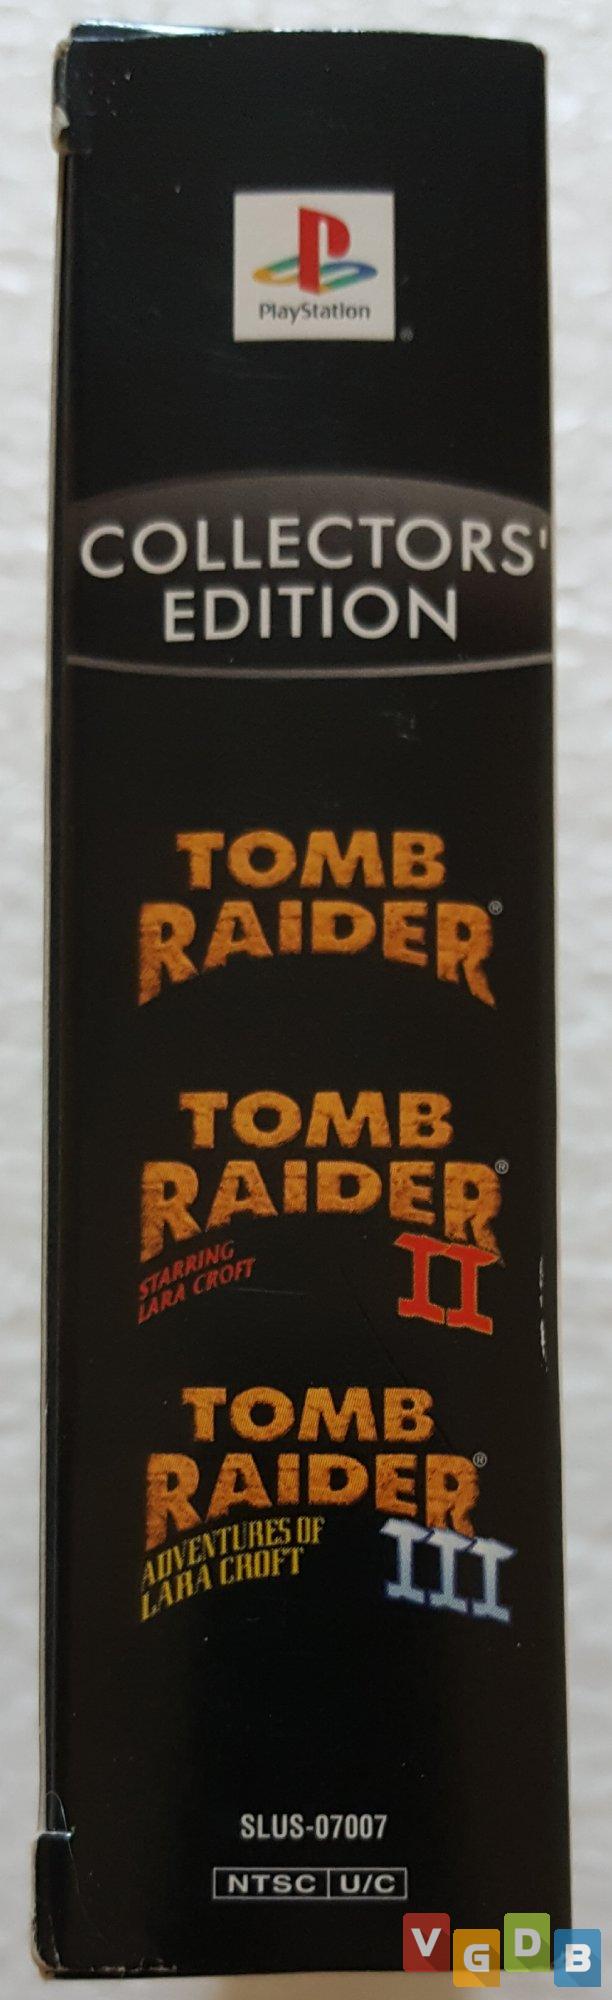 PlayStation
®
COLLECTORS'
EDITION
TOMB
RAIDER®
TOMB
RAIDER®
STARRING
LARA CROFT
II
TOMB
RAIDER®
ADVENTURES OF
LARA CROFT
III
SLUS-07007
NTSC U/C
VGDB